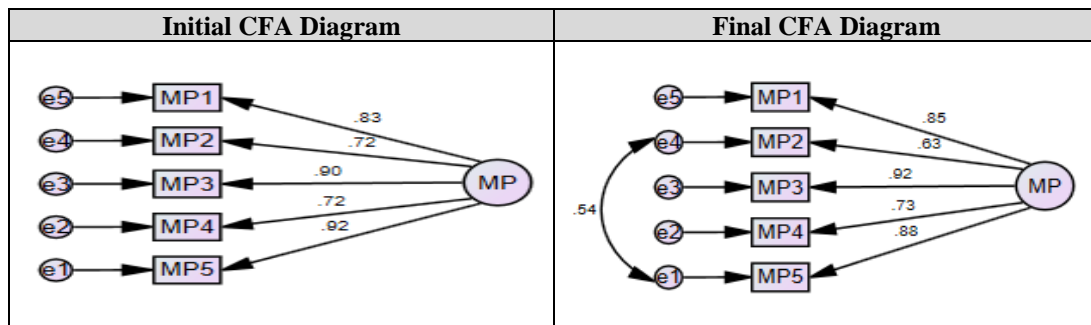 Initial CFA Diagram
Final CFA Diagram
e5 MP1
.83
e4 MP2
.72
e3 MP3
.90
MP
e2 MP4
.72
.92
e1 MP5
e5 MP1
.85
e4 MP2
.63
e3 MP3
.92
MP
.54
e2 MP4
.73
.88
e1 MP5